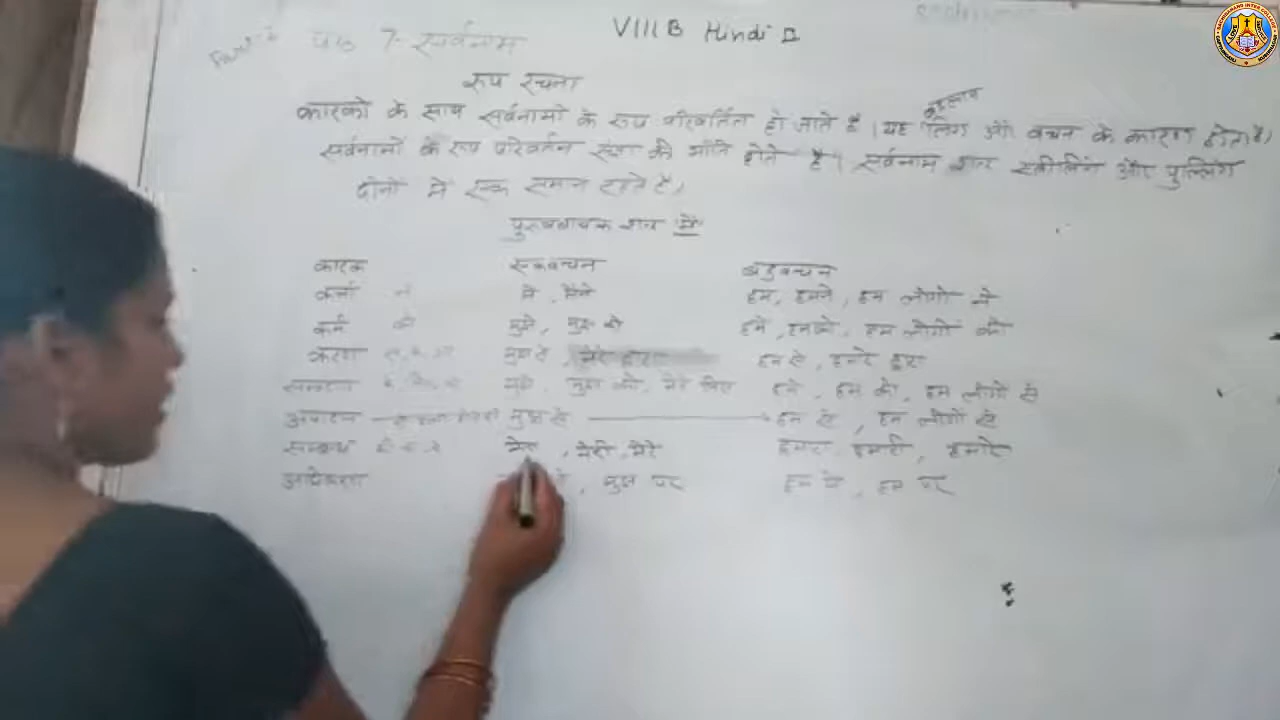 VIII B Hindi II
Part-2 पाठ 7- सर्वनाम
रूप रचना
कारको के साथ सर्वनामो के रूप परिवर्तित हो जाते है। यह लिंग और वचन के कारण होता है।
सर्वनामों के रूप परिवर्तन संज्ञा की भाँति होते है। सर्वनाम शब्द स्त्रीलिंग और पुल्लिंग
दोनों में एक समान रहते है।
पुरुषवाचक शब्द में
कारक एकवचन बहुवचन
कर्त्ता ने मै, मैने हम, हमने, हम लोगो ने
कर्म को मुझे, मुझ को हमे, हमको, हम लोगों को
करण मुझ से, मेरे द्वारा हम से, हमारे द्वारा
सम्प्रदान मुझे, मुझ को, मेरे लिए हमे, हम को, हम लोगो से
अपादान मुझ से हम से, हम लोगों से
सम्बन्ध मेरा, मेरी, मेरे हमारा, हमारी, हमारे
अधिकरण मुझ पर हम मे, हम पर